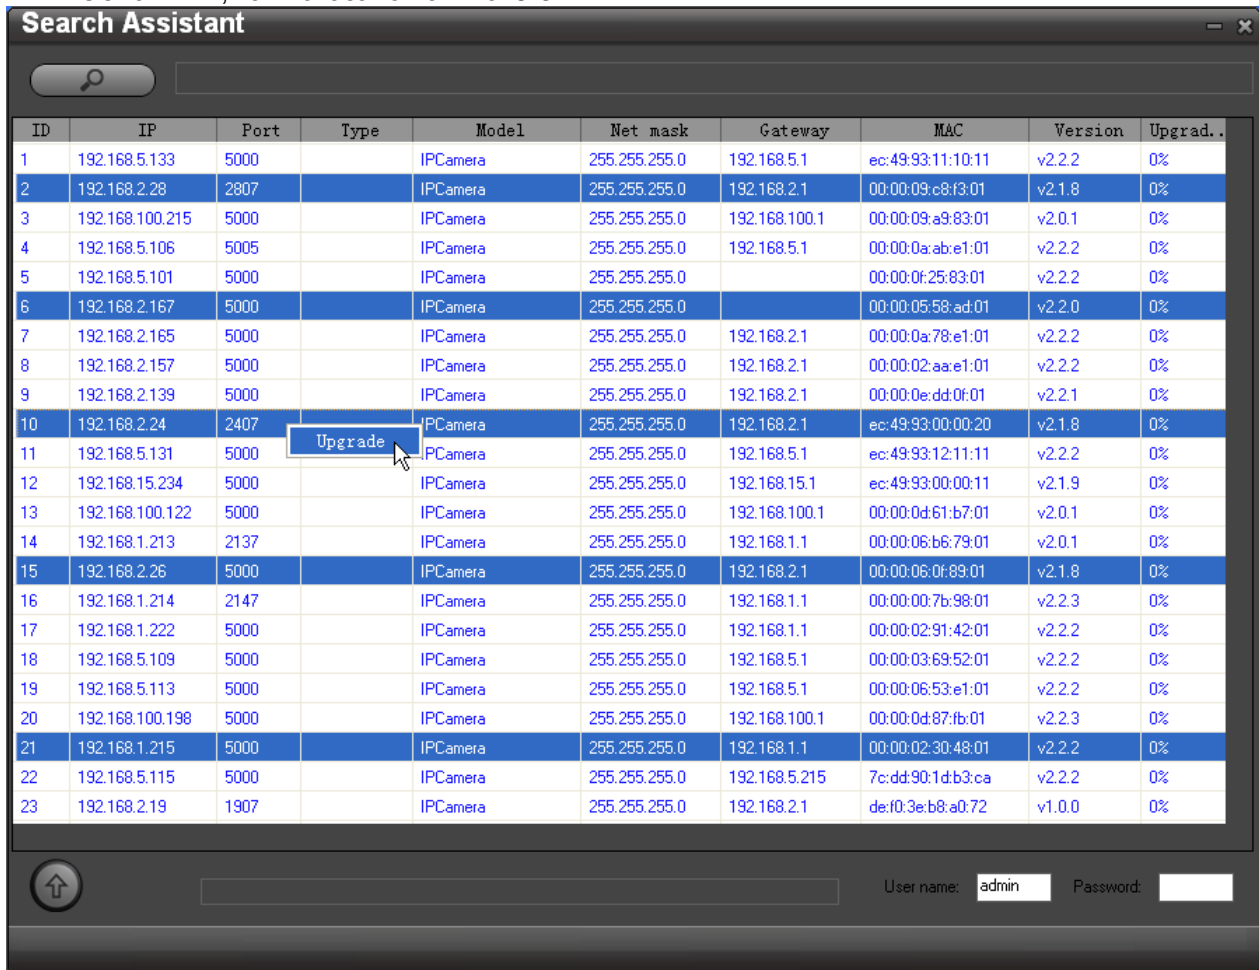 Search Assistant
ID IP Port Type Model Net mask Gateway MAC Version Upgrad..
1 192.168.5.133 5000 IPCamera 255.255.255.0 192.168.5.1 ec:49:93:11:10:11 v2.2.2 0%
2 192.168.2.28 2807 IPCamera 255.255.255.0 192.168.2.1 00:00:09:c8:f3:01 v2.1.8 0%
3 192.168.100.215 5000 IPCamera 255.255.255.0 192.168.100.1 00:00:09:a9:83:01 v2.0.1 0%
4 192.168.5.106 5005 IPCamera 255.255.255.0 192.168.5.1 00:00:0a:ab:e1:01 v2.2.2 0%
5 192.168.5.101 5000 IPCamera 255.255.255.0 00:00:0f:25:83:01 v2.2.2 0%
6 192.168.2.167 5000 IPCamera 255.255.255.0 00:00:05:58:ad:01 v2.2.0 0%
7 192.168.2.165 5000 IPCamera 255.255.255.0 192.168.2.1 00:00:0a:78:e1:01 v2.2.2 0%
8 192.168.2.157 5000 IPCamera 255.255.255.0 192.168.2.1 00:00:02:aa:e1:01 v2.2.2 0%
9 192.168.2.139 5000 IPCamera 255.255.255.0 192.168.2.1 00:00:0e:dd:0f:01 v2.2.1 0%
10 192.168.2.24 2407 IPCamera 255.255.255.0 192.168.2.1 ec:49:93:00:00:20 v2.1.8 0%
Upgrade
11 192.168.5.131 5000 IPCamera 255.255.255.0 192.168.5.1 ec:49:93:12:11:11 v2.2.2 0%
12 192.168.15.234 5000 IPCamera 255.255.255.0 192.168.15.1 ec:49:93:00:00:11 v2.1.9 0%
13 192.168.100.122 5000 IPCamera 255.255.255.0 192.168.100.1 00:00:0d:61:b7:01 v2.0.1 0%
14 192.168.1.213 2137 IPCamera 255.255.255.0 192.168.1.1 00:00:06:b6:79:01 v2.0.1 0%
15 192.168.2.26 5000 IPCamera 255.255.255.0 192.168.2.1 00:00:06:0f:89:01 v2.1.8 0%
16 192.168.1.214 2147 IPCamera 255.255.255.0 192.168.1.1 00:00:00:7b:98:01 v2.2.3 0%
17 192.168.1.222 5000 IPCamera 255.255.255.0 192.168.1.1 00:00:02:91:42:01 v2.2.2 0%
18 192.168.5.109 5000 IPCamera 255.255.255.0 192.168.5.1 00:00:03:69:52:01 v2.2.2 0%
19 192.168.5.113 5000 IPCamera 255.255.255.0 192.168.5.1 00:00:06:53:e1:01 v2.2.2 0%
20 192.168.100.198 5000 IPCamera 255.255.255.0 192.168.100.1 00:00:0d:87:fb:01 v2.2.3 0%
21 192.168.1.215 5000 IPCamera 255.255.255.0 192.168.1.1 00:00:02:30:48:01 v2.2.2 0%
22 192.168.5.115 5000 IPCamera 255.255.255.0 192.168.5.215 7c:dd:90:1d:b3:ca v2.2.2 0%
23 192.168.2.19 1907 IPCamera 255.255.255.0 192.168.2.1 de:f0:3e:b8:a0:72 v1.0.0 0%
User name: admin Password: